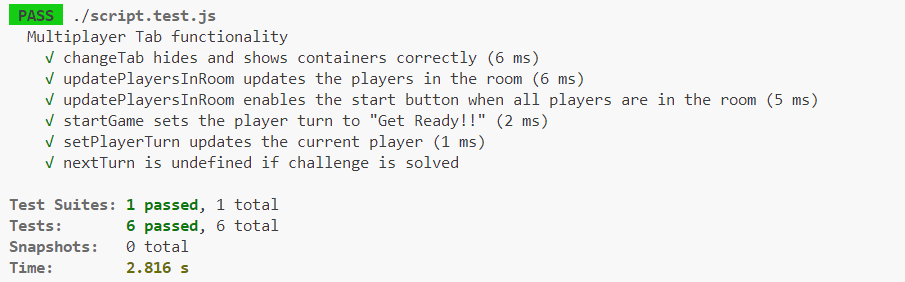 PASS ./script.test.js
Multiplayer Tab functionality
√ changeTab hides and shows containers correctly (6 ms)
√ updatePlayersInRoom updates the players in the room (6 ms)
√ updatePlayersInRoom enables the start button when all players are in the room (5 ms)
√ startGame sets the player turn to "Get Ready!!" (2 ms)
√ setPlayerTurn updates the current player (1 ms)
√ nextTurn is undefined if challenge is solved
Test Suites: 1 passed, 1 total
Tests: 6 passed, 6 total
Snapshots: 0 total
Time: 2.816 s